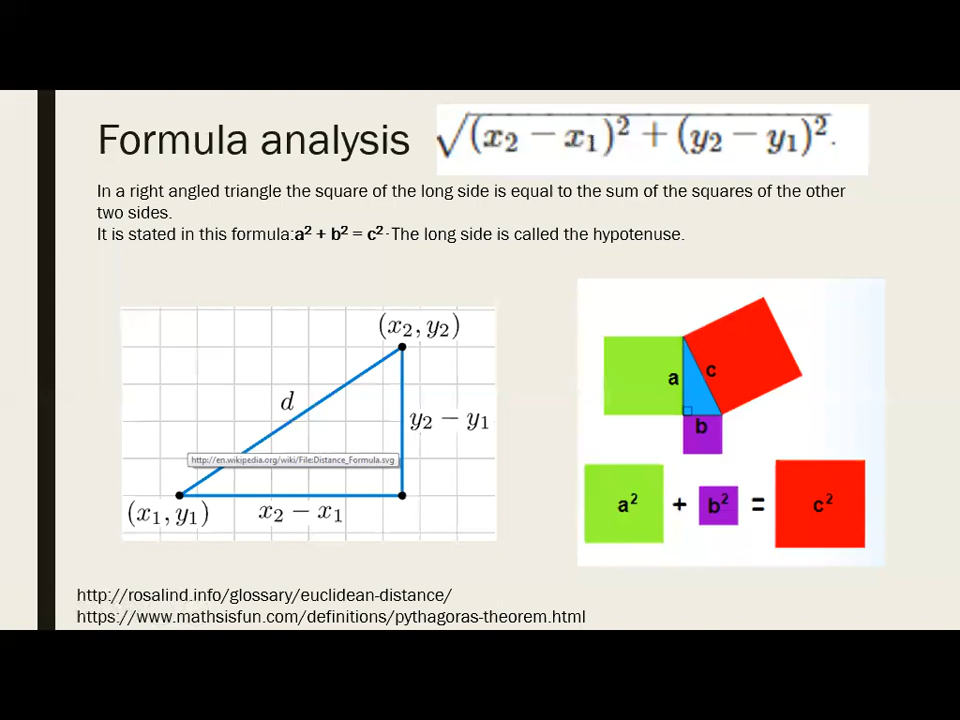 Formula analysis
√(x₂ − x₁)² + (y₂ − y₁)².
In a right angled triangle the square of the long side is equal to the sum of the squares of the other
two sides.
It is stated in this formula:a² + b² = c²·The long side is called the hypotenuse.
(x₂, y₂)
d
y₂ − y₁
http://en.wikipedia.org/wiki/File:Distance_Formula.svg
(x₁, y₁)
x₂ − x₁
a
c
b
a² + b² = c²
http://rosalind.info/glossary/euclidean-distance/
https://www.mathsisfun.com/definitions/pythagoras-theorem.html